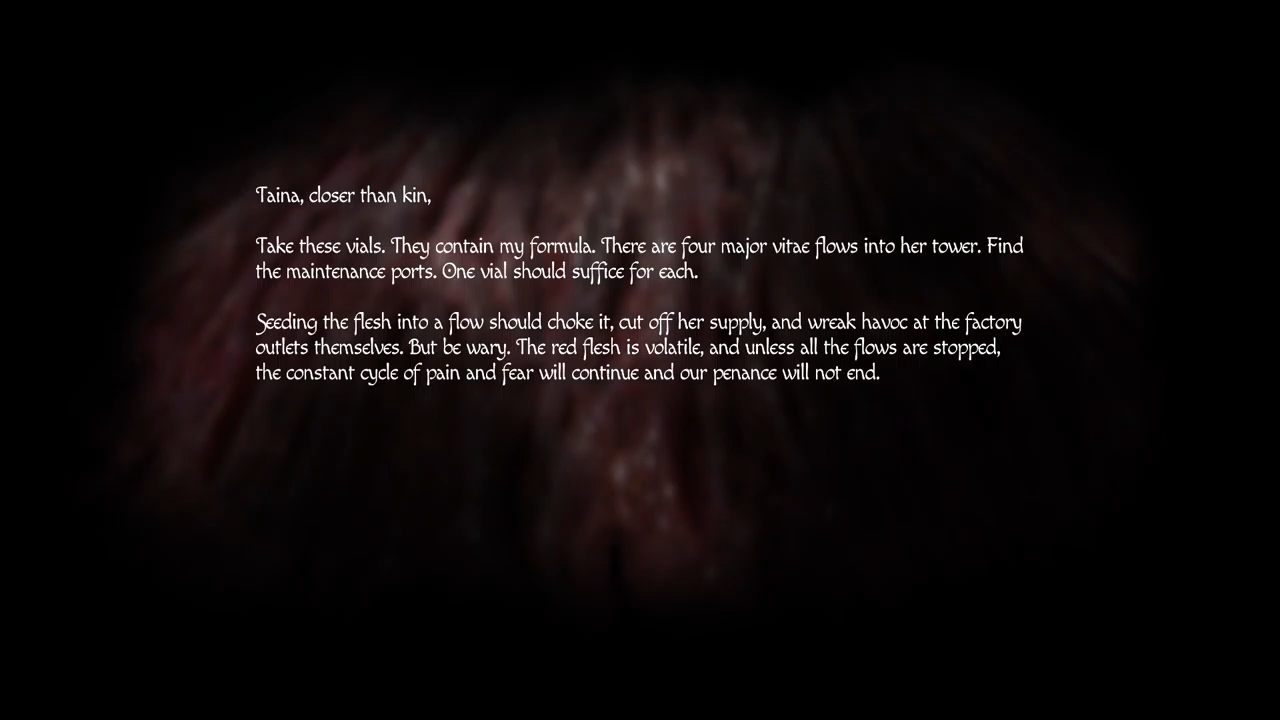 Taina, closer than kin,
Take these vials. They contain my formula. There are four major vitae flows into her tower. Find
the maintenance ports. One vial should suffice for each.
Seeding the flesh into a flow should choke it, cut off her supply, and wreak havoc at the factory
outlets themselves. But be wary. The red flesh is volatile, and unless all the flows are stopped,
the constant cycle of pain and fear will continue and our penance will not end.